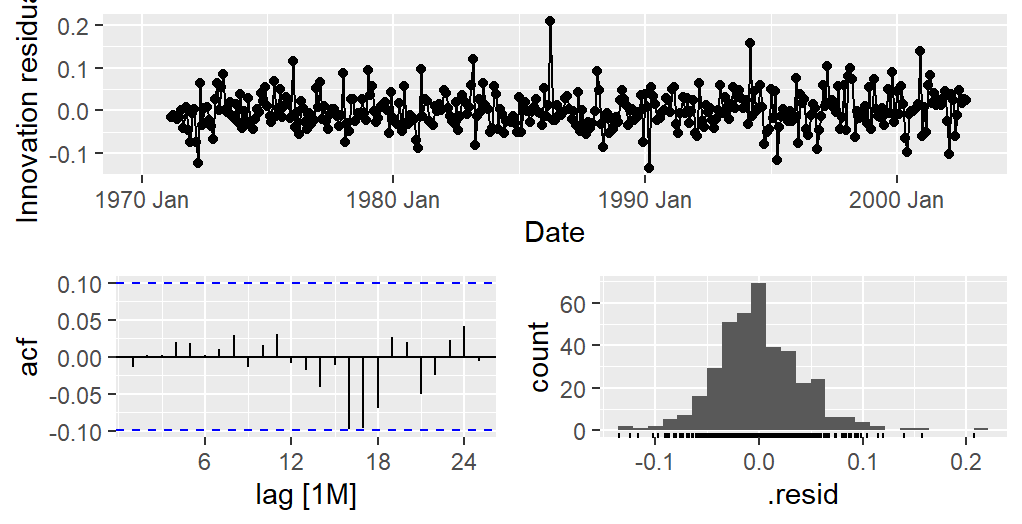 Innovation residua
0.2
0.1
0.0
-0.1
1970 Jan
1980 Jan
1990 Jan
2000 Jan
Date
acf
0.10
0.05
0.00
-0.05
-0.10
6
12
18
24
lag [1M]
count
60
40
20
0
-0.1
0.0
0.1
0.2
.resid